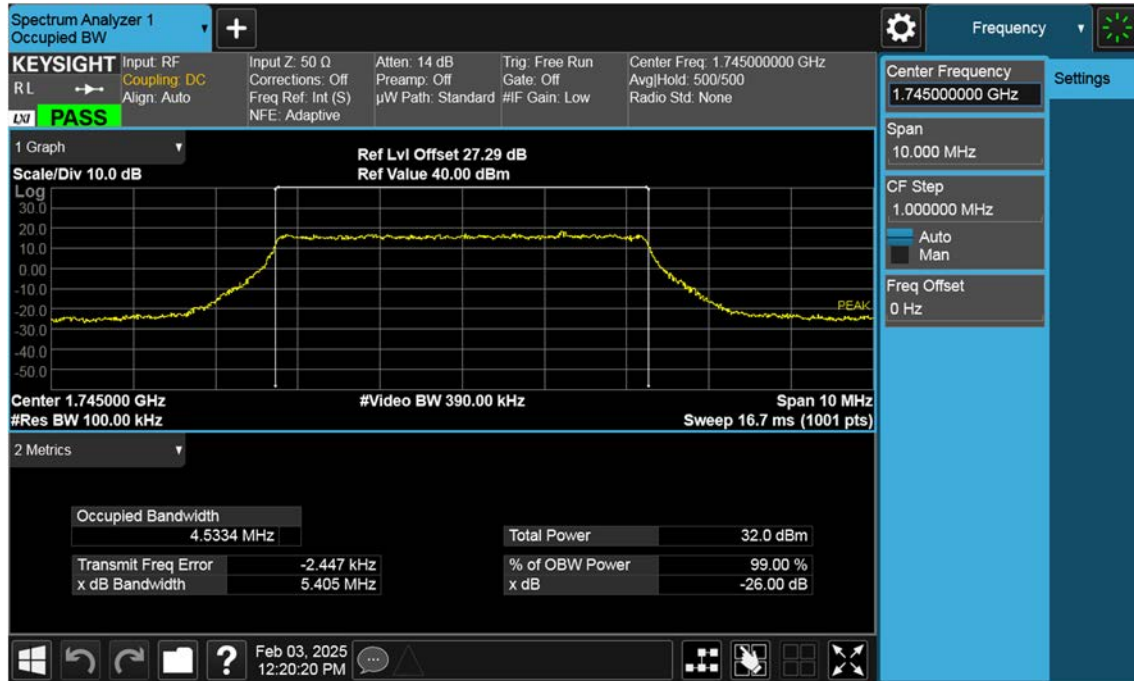 Spectrum Analyzer 1
Occupied BW
+
Frequency
KEYSIGHT
R L
LXI PASS
Input: RF
Coupling: DC
Align: Auto
Input Z: 50 Ω
Corrections: Off
Freq Ref: Int (S)
NFE: Adaptive
Atten: 14 dB
Preamp: Off
µW Path: Standard
Trig: Free Run
Gate: Off
#IF Gain: Low
Center Freq: 1.745000000 GHz
Avg|Hold: 500/500
Radio Std: None
Center Frequency
1.745000000 GHz
Settings
Span
10.000 MHz
CF Step
1.000000 MHz
Auto
Man
Freq Offset
0 Hz
1 Graph
Scale/Div 10.0 dB
Ref Lvl Offset 27.29 dB
Ref Value 40.00 dBm
Log
30.0
20.0
10.0
0.00
-10.0
-20.0
-30.0
-40.0
-50.0
PEAK
Center 1.745000 GHz
#Video BW 390.00 kHz
Span 10 MHz
#Res BW 100.00 kHz
Sweep 16.7 ms (1001 pts)
2 Metrics
Occupied Bandwidth
4.5334 MHz
Total Power 32.0 dBm
Transmit Freq Error -2.447 kHz
% of OBW Power 99.00 %
x dB Bandwidth 5.405 MHz
x dB -26.00 dB
?
Feb 03, 2025
12:20:20 PM